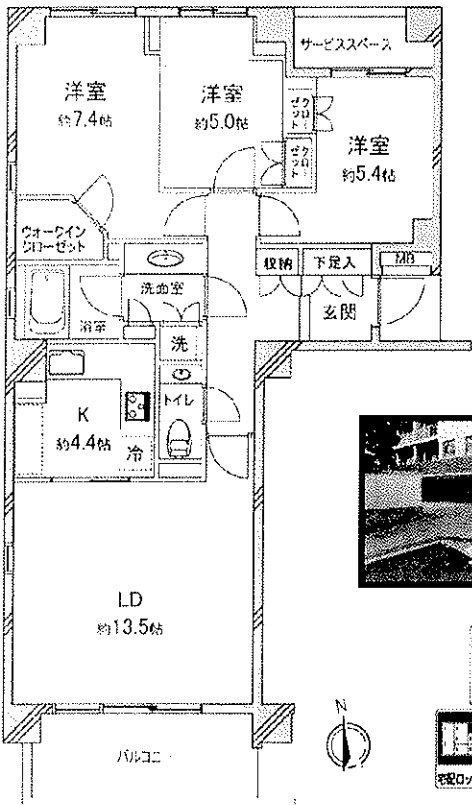 サービススペース
洋室
約7.4帖
洋室
約5.0帖
クローゼット
クローゼット
洋室
約5.4帖
ウォークイン
クローゼット
収納
下足入
MB
玄関
洗面室
浴室
洗
トイレ
K
約4.4帖
冷
LD
約13.5帖
バルコニー
N
宅配ロッ